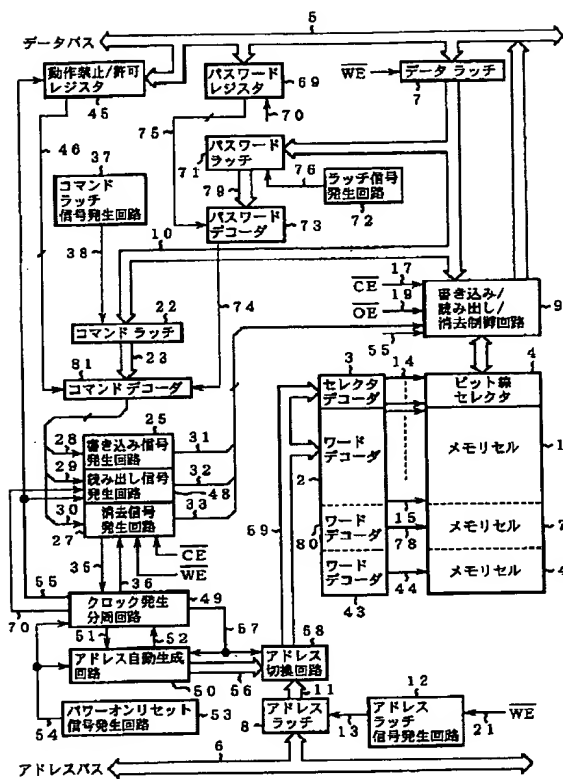 5
データバス
動作禁止/許可
レジスタ
45
パスワード
レジスタ
69
WE
データ ラッチ
7
75
70
46
37
パスワード
ラッチ
71
79
76
ラッチ信号
発生回路
72
コマンド
ラッチ
信号発生回路
パスワード
デコーダ
73
10
38
74
17
CE
19
OE
55
書き込み/
読み出し/
消去制御回路
9
22
コマンド ラッチ
23
81
コマンド デコーダ
3
14
4
セレクタ
デコーダ
ビット線
セレクタ
25
28
書き込み信号
発生回路
31
29
読み出し信号
発生回路
32
48
30
消去信号
発生回路
33
27
ワード
デコーダ
メモリセル
1
2
59
15
80
ワード
デコーダ
78
メモリセル
7
ワード
デコーダ
44
メモリセル
4
43
35
36
CE
WE
55
70
クロック発生
分周回路
49
57
51
52
58
アドレス自動生成
回路
56
50
アドレス
切換回路
11
12
パワーオンリセット
信号発生回路
53
54
8
アドレス
ラッチ
13
アドレス
ラッチ
信号発生回路
WE
21
6
アドレスバス